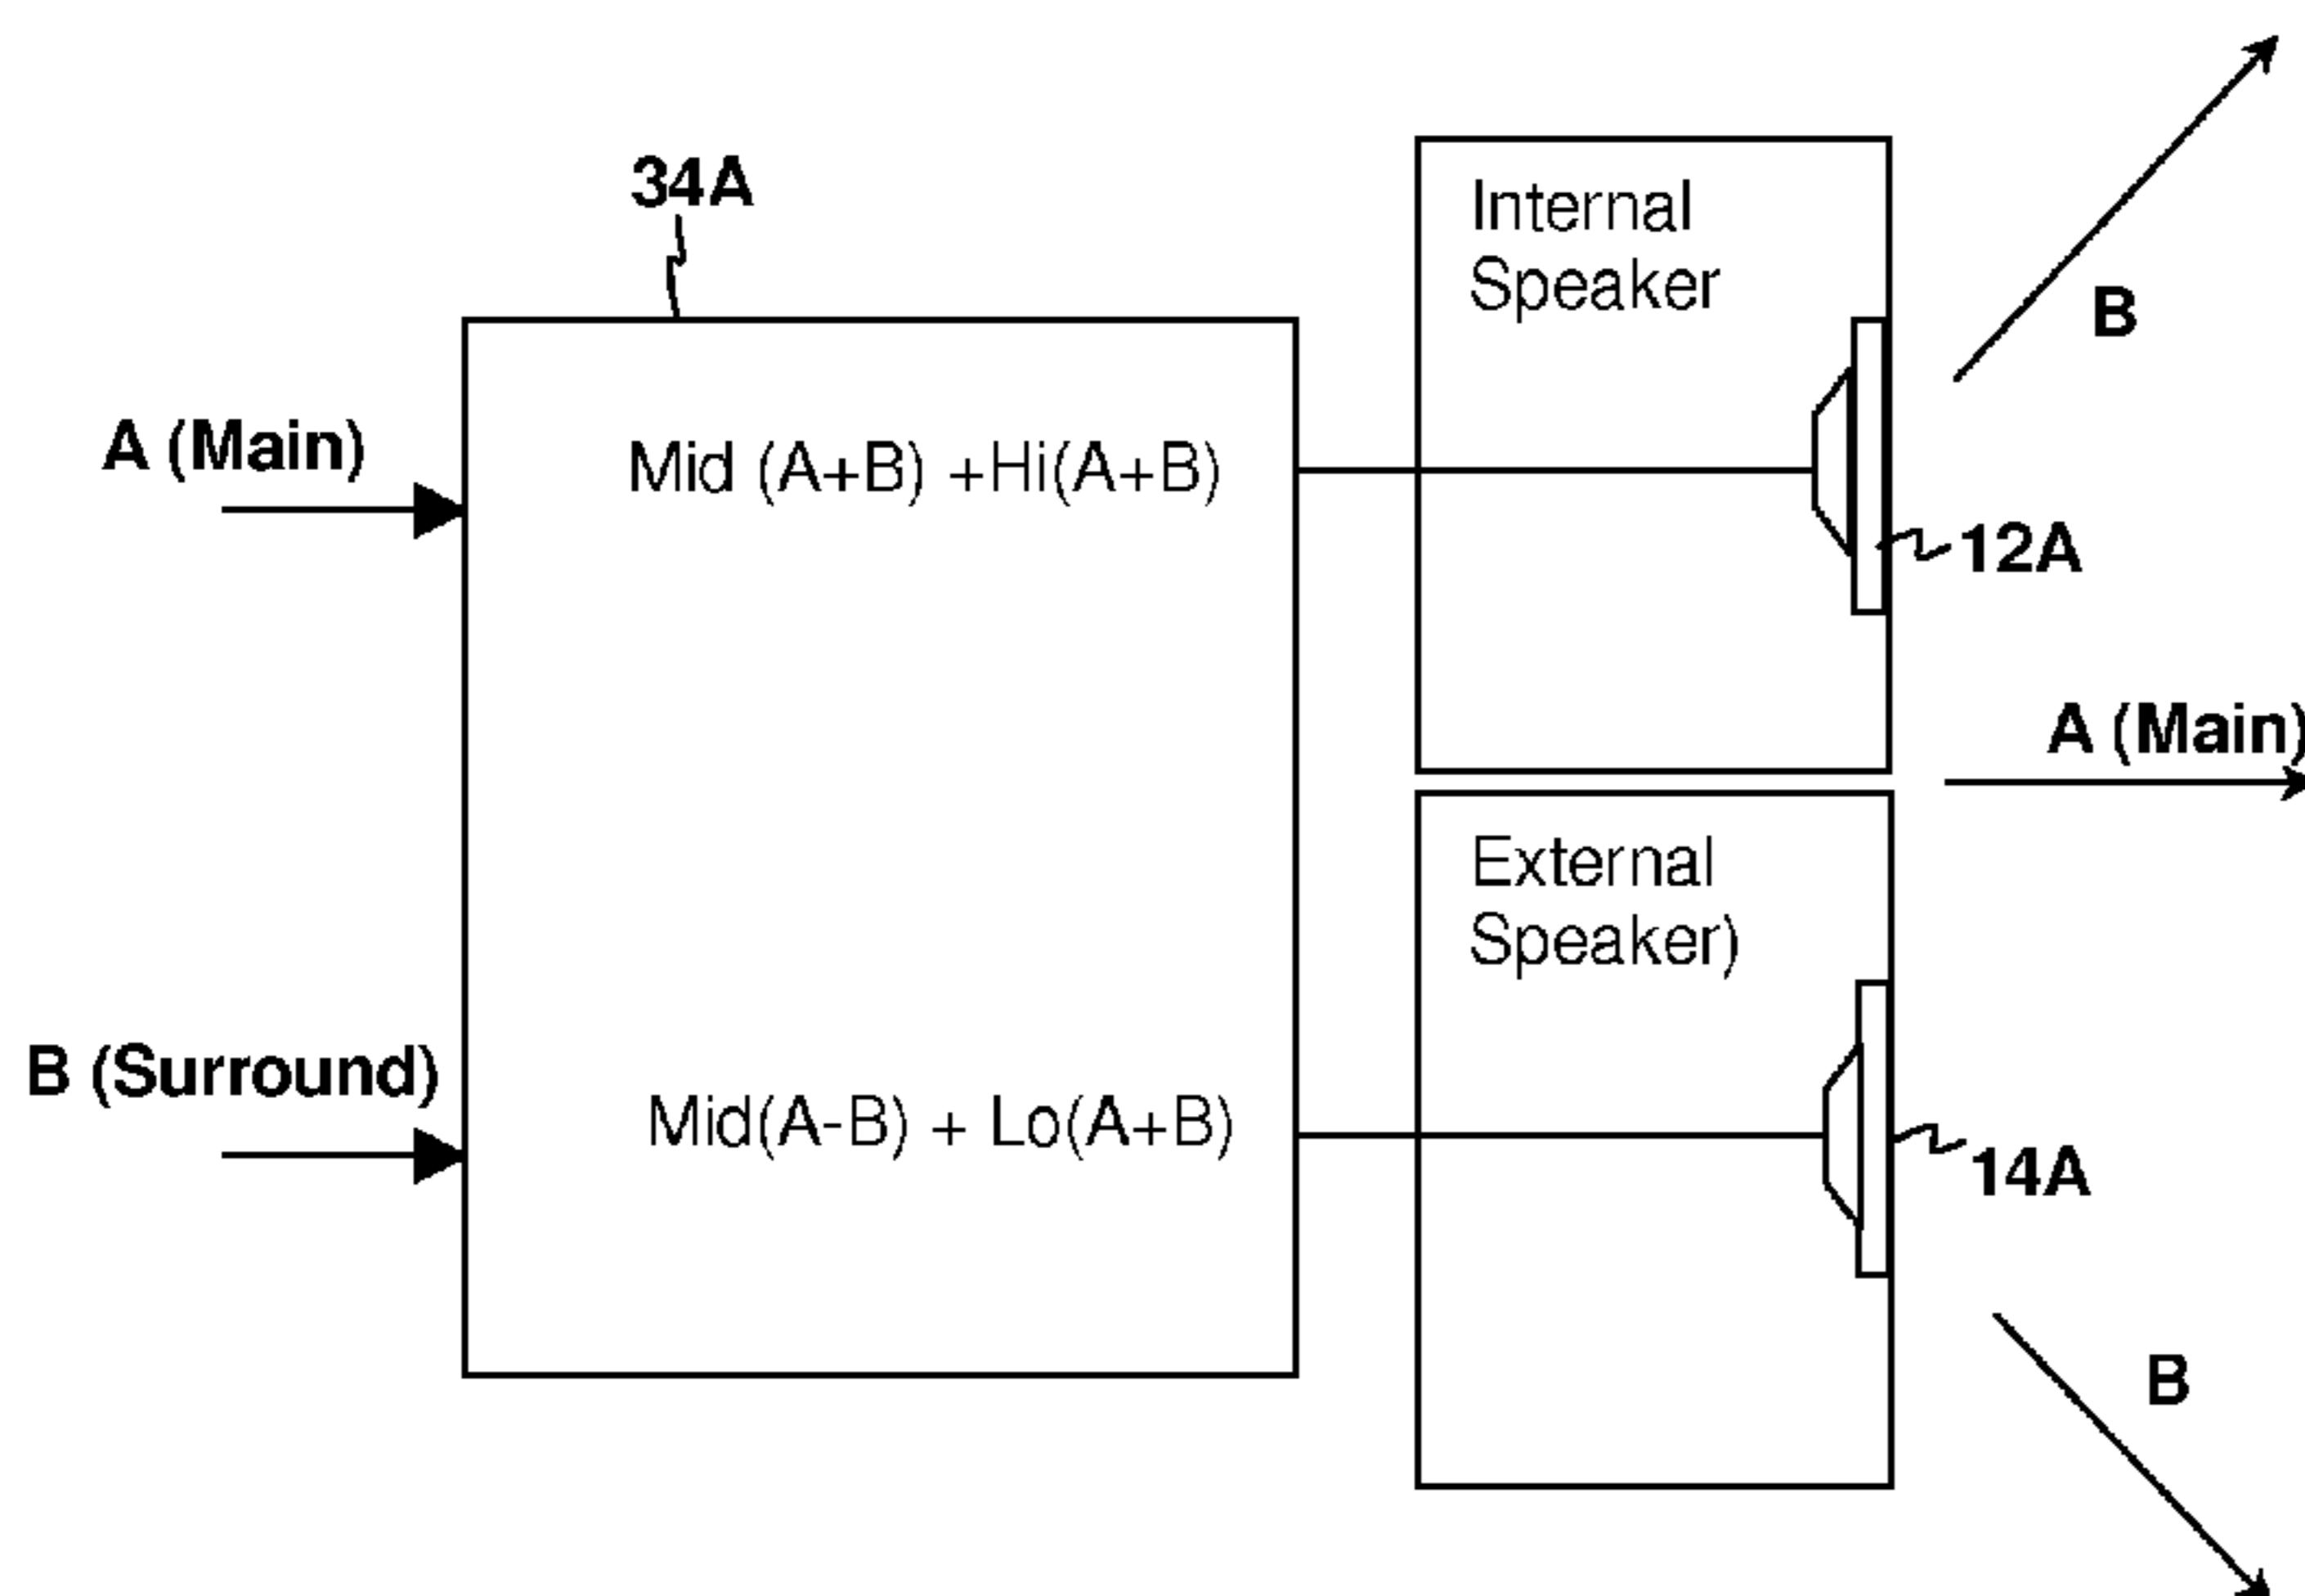 34A
Internal
Speaker
B
A (Main)
Mid (A+B) +Hi(A+B)
12A
A (Main)
External
Speaker)
B (Surround)
Mid(A-B) + Lo(A+B)
14A
B